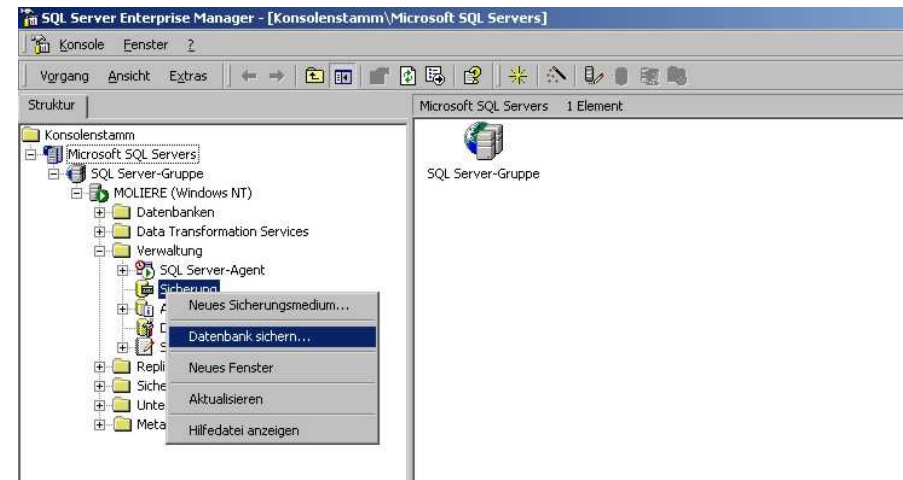 SQL Server Enterprise Manager - [Konsolenstamm\Microsoft SQL Servers]
Konsole Fenster ?
Vorgang Ansicht Extras
Struktur
Microsoft SQL Servers 1 Element
Konsolenstamm
Microsoft SQL Servers
SQL Server-Gruppe
MOLIERE (Windows NT)
Datenbanken
Data Transformation Services
Verwaltung
SQL Server-Agent
Sicherung
Repli
Siche
Unte
Meta
Neues Sicherungsmedium...
Datenbank sichern...
Neues Fenster
Aktualisieren
Hilfedatei anzeigen
SQL Server-Gruppe